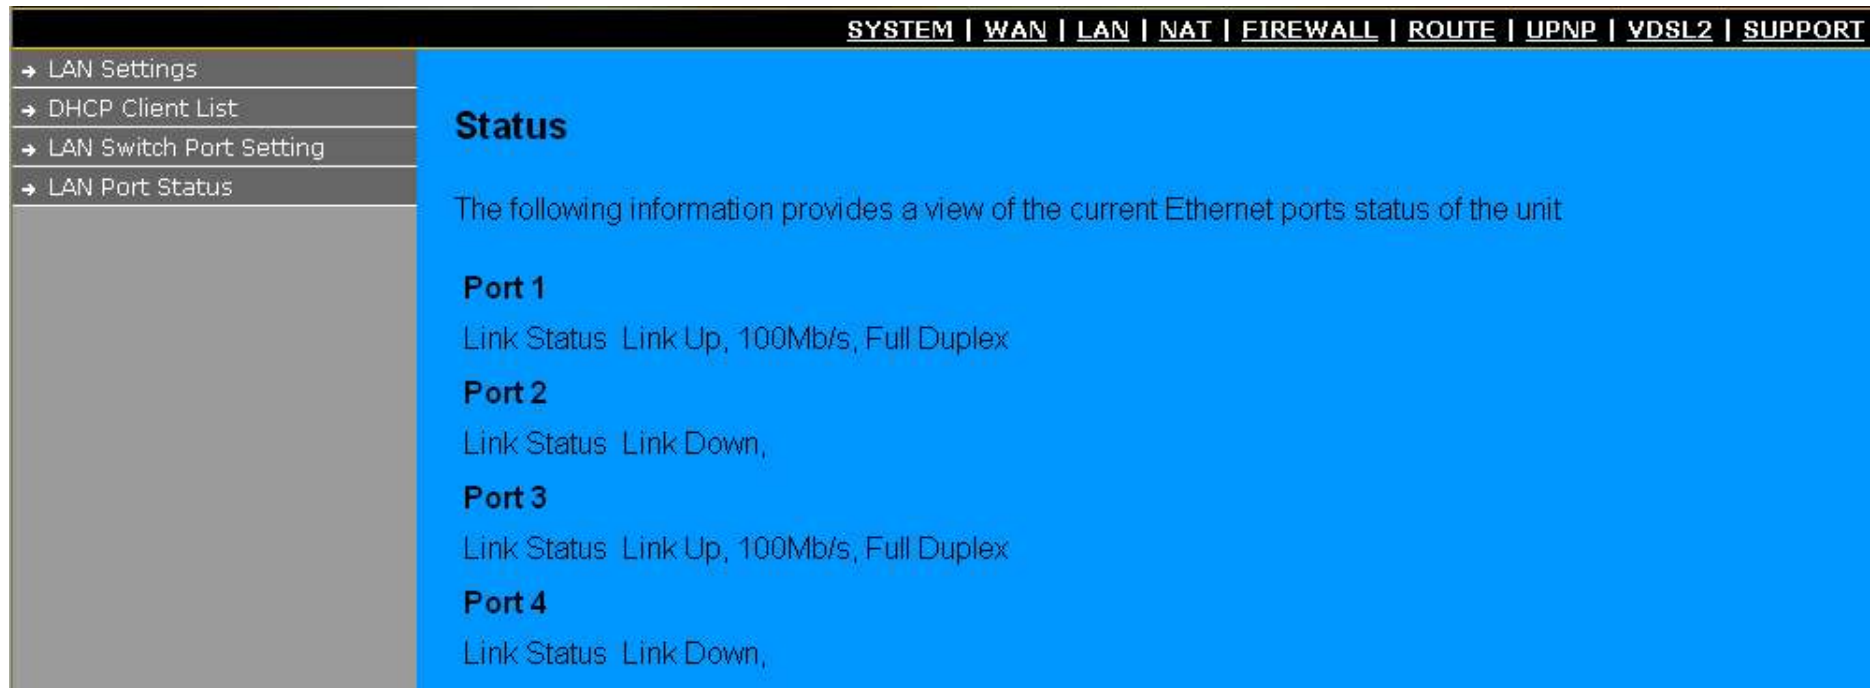 SYSTEM | WAN | LAN | NAT | FIREWALL | ROUTE | UPNP | VDSL2 | SUPPORT
LAN Settings
DHCP Client List
LAN Switch Port Setting
LAN Port Status
Status
The following information provides a view of the current Ethernet ports status of the unit
Port 1
Link Status Link Up, 100Mb/s, Full Duplex
Port 2
Link Status Link Down,
Port 3
Link Status Link Up, 100Mb/s, Full Duplex
Port 4
Link Status Link Down,